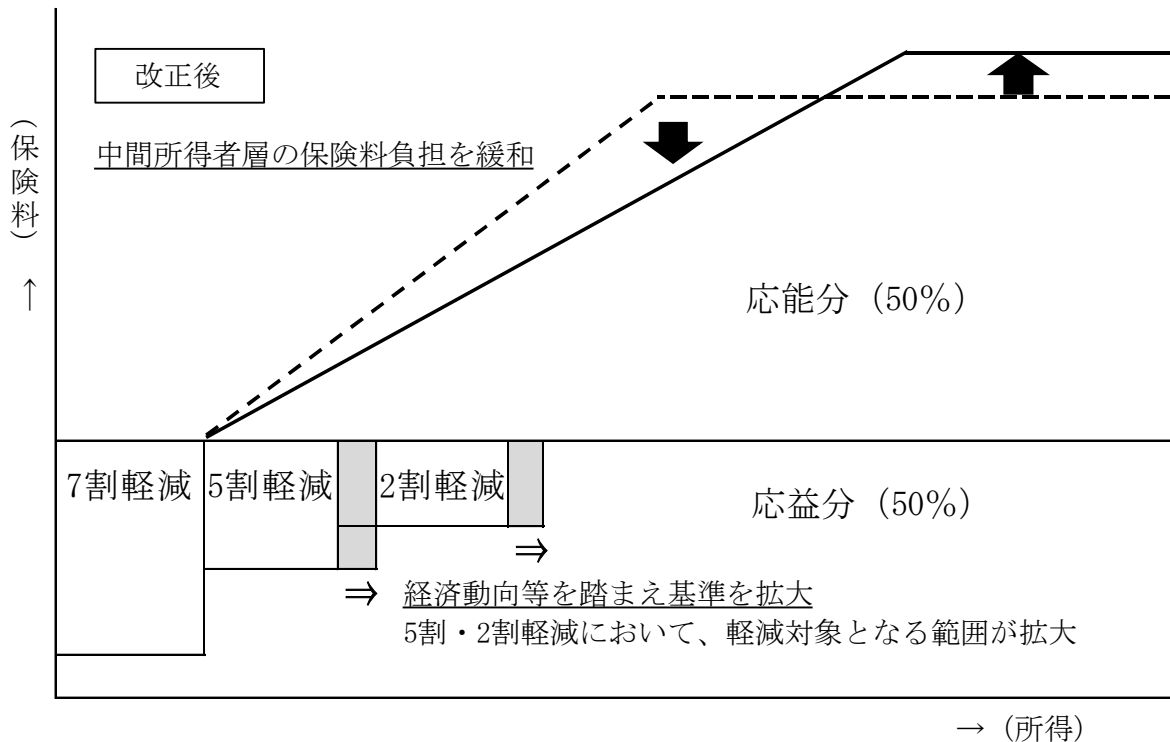 改正後
中間所得者層の保険料負担を緩和
(保険料) →
応能分 (50%)
7割軽減
5割軽減
2割軽減
応益分 (50%)
⇒
⇒ 経済動向等を踏まえ基準を拡大
5割・2割軽減において、軽減対象となる範囲が拡大
→ (所得)